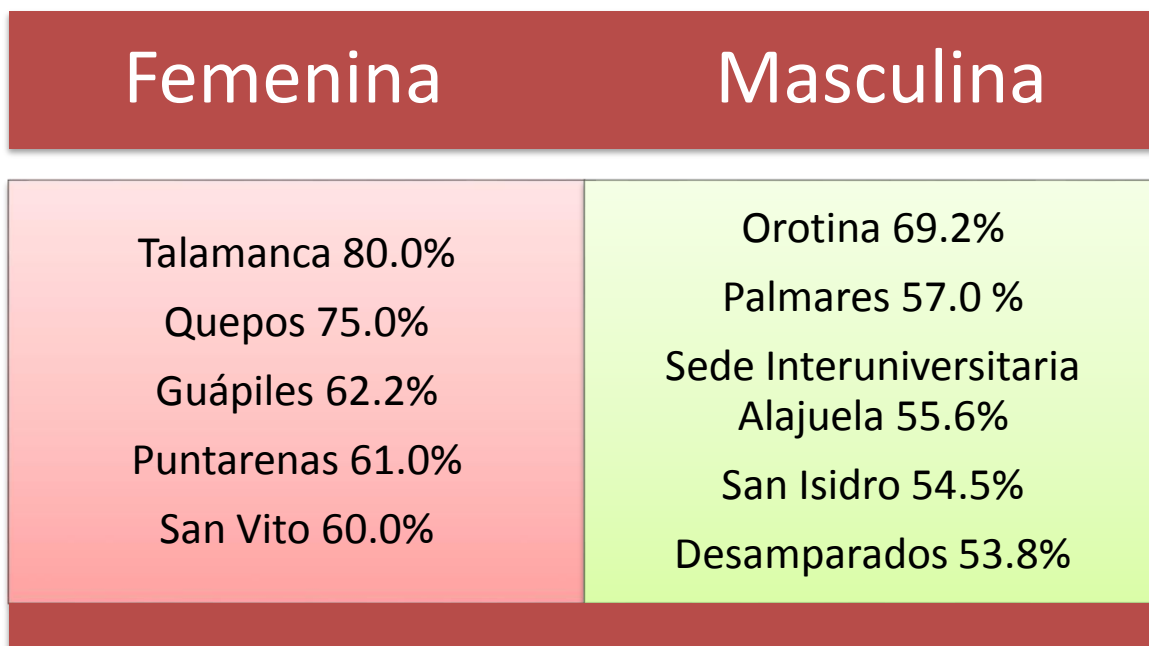 Femenina
Masculina
Talamanca 80.0%
Quepos 75.0%
Guápiles 62.2%
Puntarenas 61.0%
San Vito 60.0%
Orotina 69.2%
Palmares 57.0 %
Sede Interuniversitaria
Alajuela 55.6%
San Isidro 54.5%
Desamparados 53.8%